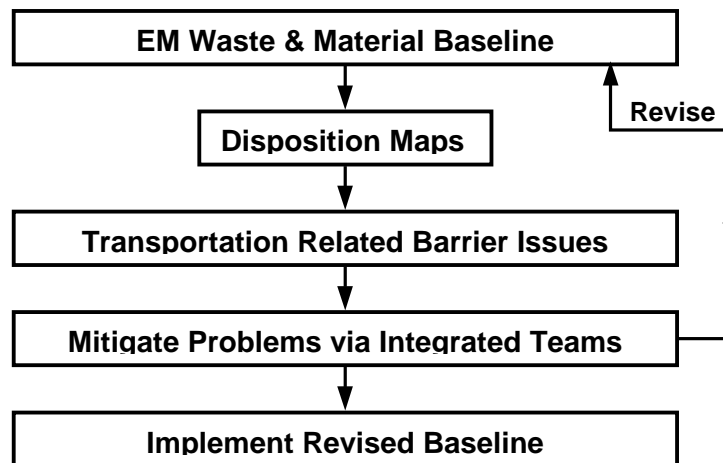 EM Waste & Material Baseline
Revise
Disposition Maps
Transportation Related Barrier Issues
Mitigate Problems via Integrated Teams
Implement Revised Baseline